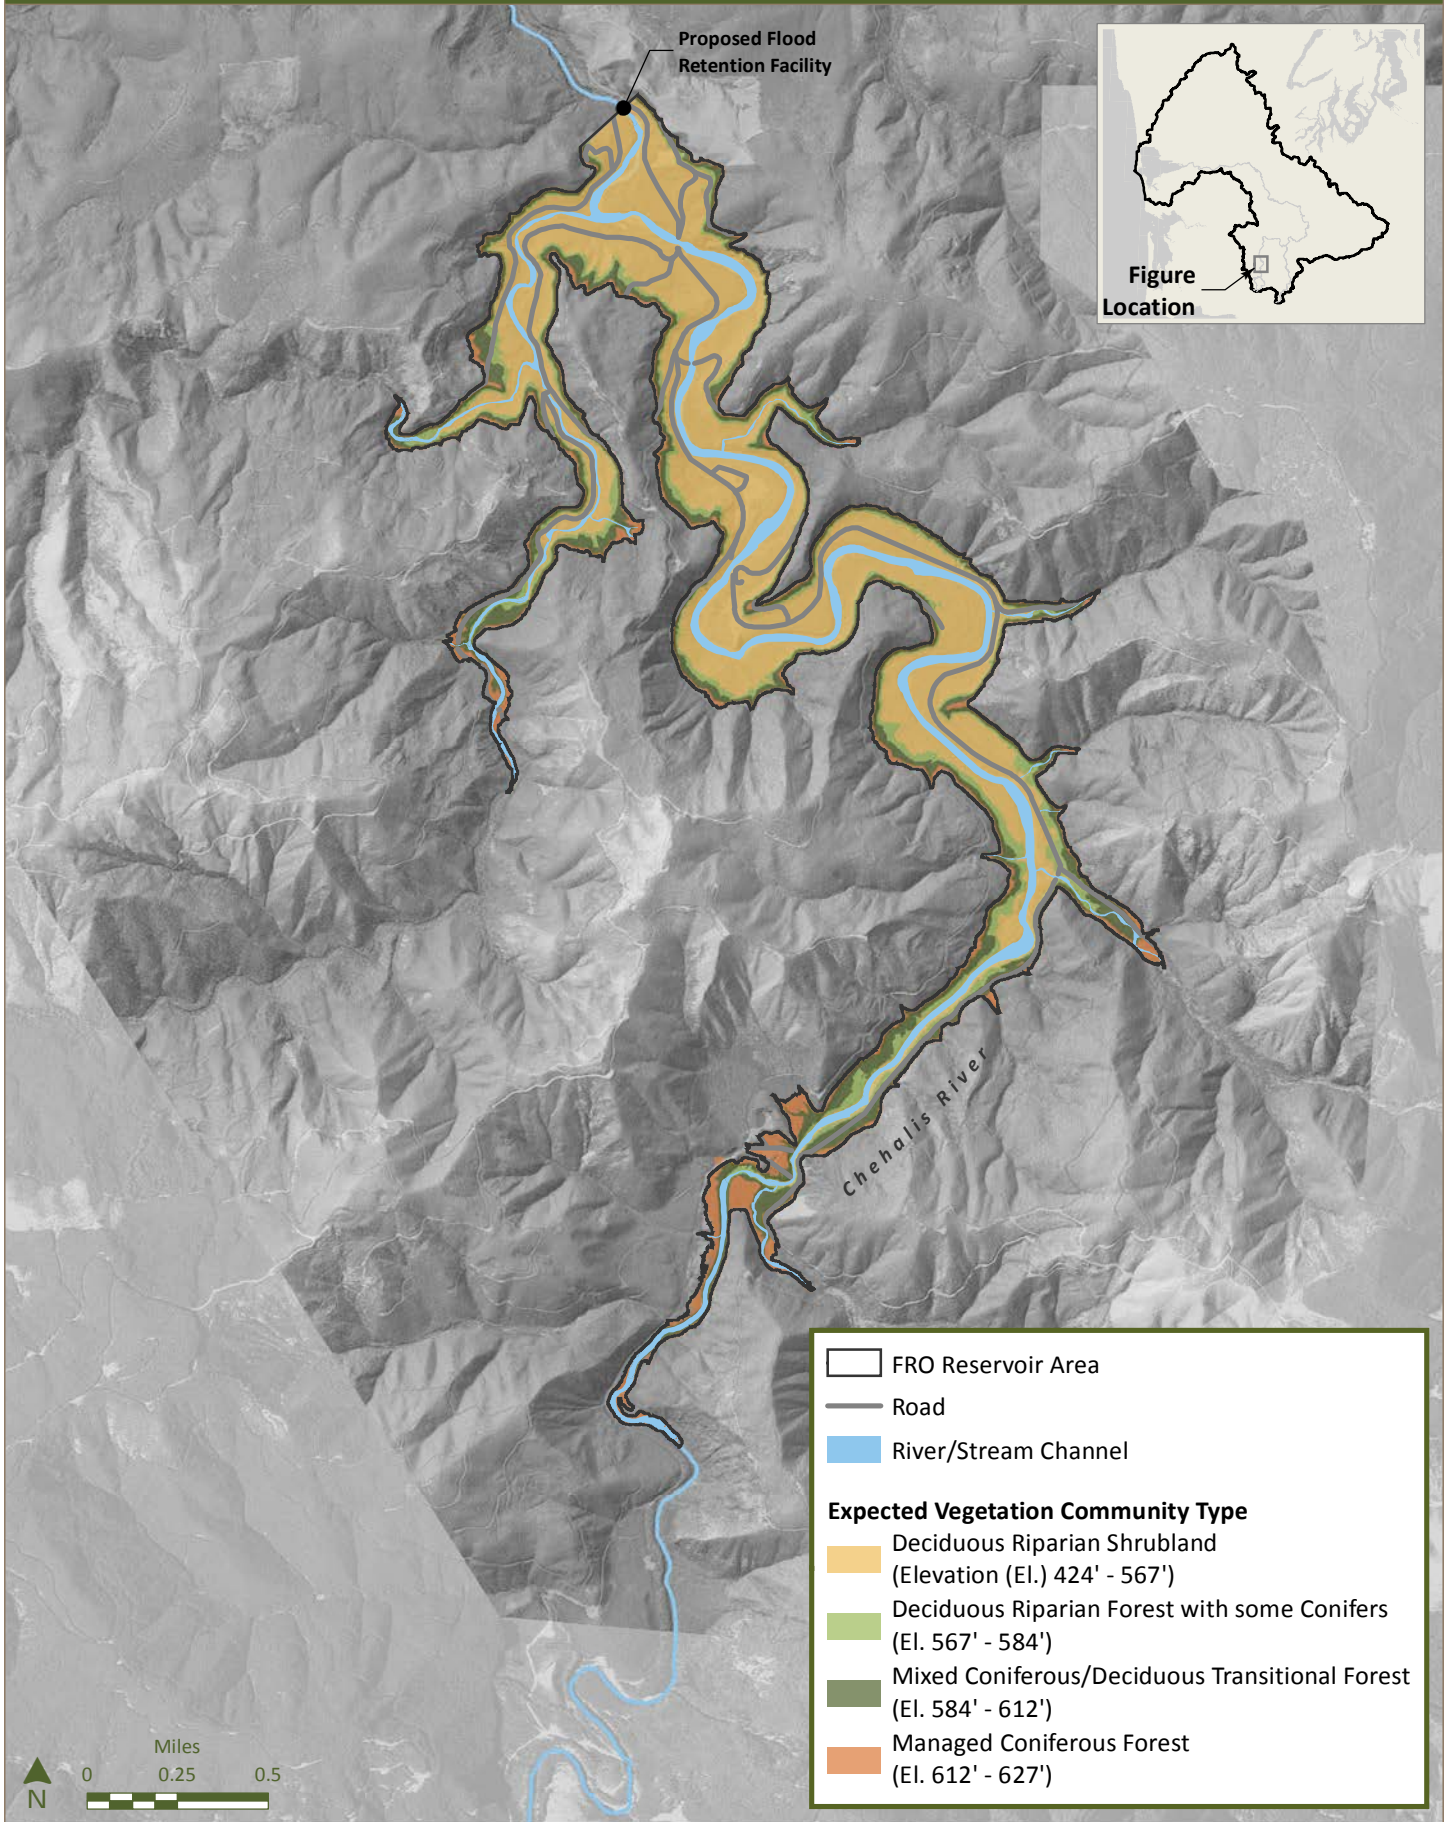 Proposed Flood
Retention Facility
Figure
Location
Chehalis River
FRO Reservoir Area
Road
River/Stream Channel
Expected Vegetation Community Type
Deciduous Riparian Shrubland
(Elevation (El.) 424' - 567')
Deciduous Riparian Forest with some Conifers
(El. 567' - 584')
Mixed Coniferous/Deciduous Transitional Forest
(El. 584' - 612')
Managed Coniferous Forest
(El. 612' - 627')
Miles
0 0.25 0.5
N